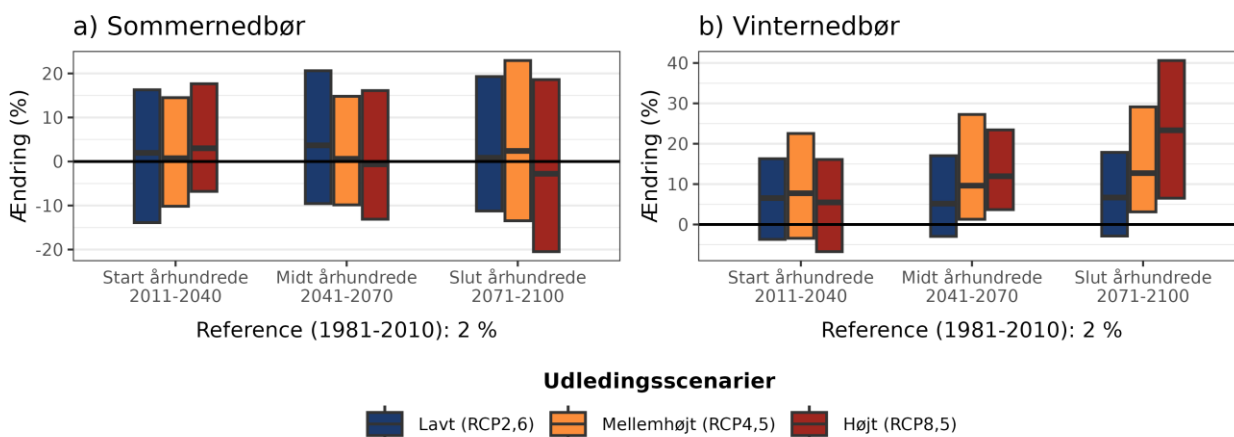 a) Sommernedbør
Ændring (%)
20
10
0
-10
-20
Start århundrede
2011-2040
Midt århundrede
2041-2070
Slut århundrede
2071-2100
Reference (1981-2010): 2 %
b) Vinternedbør
Ændring (%)
40
30
20
10
0
Start århundrede
2011-2040
Midt århundrede
2041-2070
Slut århundrede
2071-2100
Reference (1981-2010): 2 %
Udledingsscenarier
Lavt (RCP2,6)
Mellemhøjt (RCP4,5)
Højt (RCP8,5)